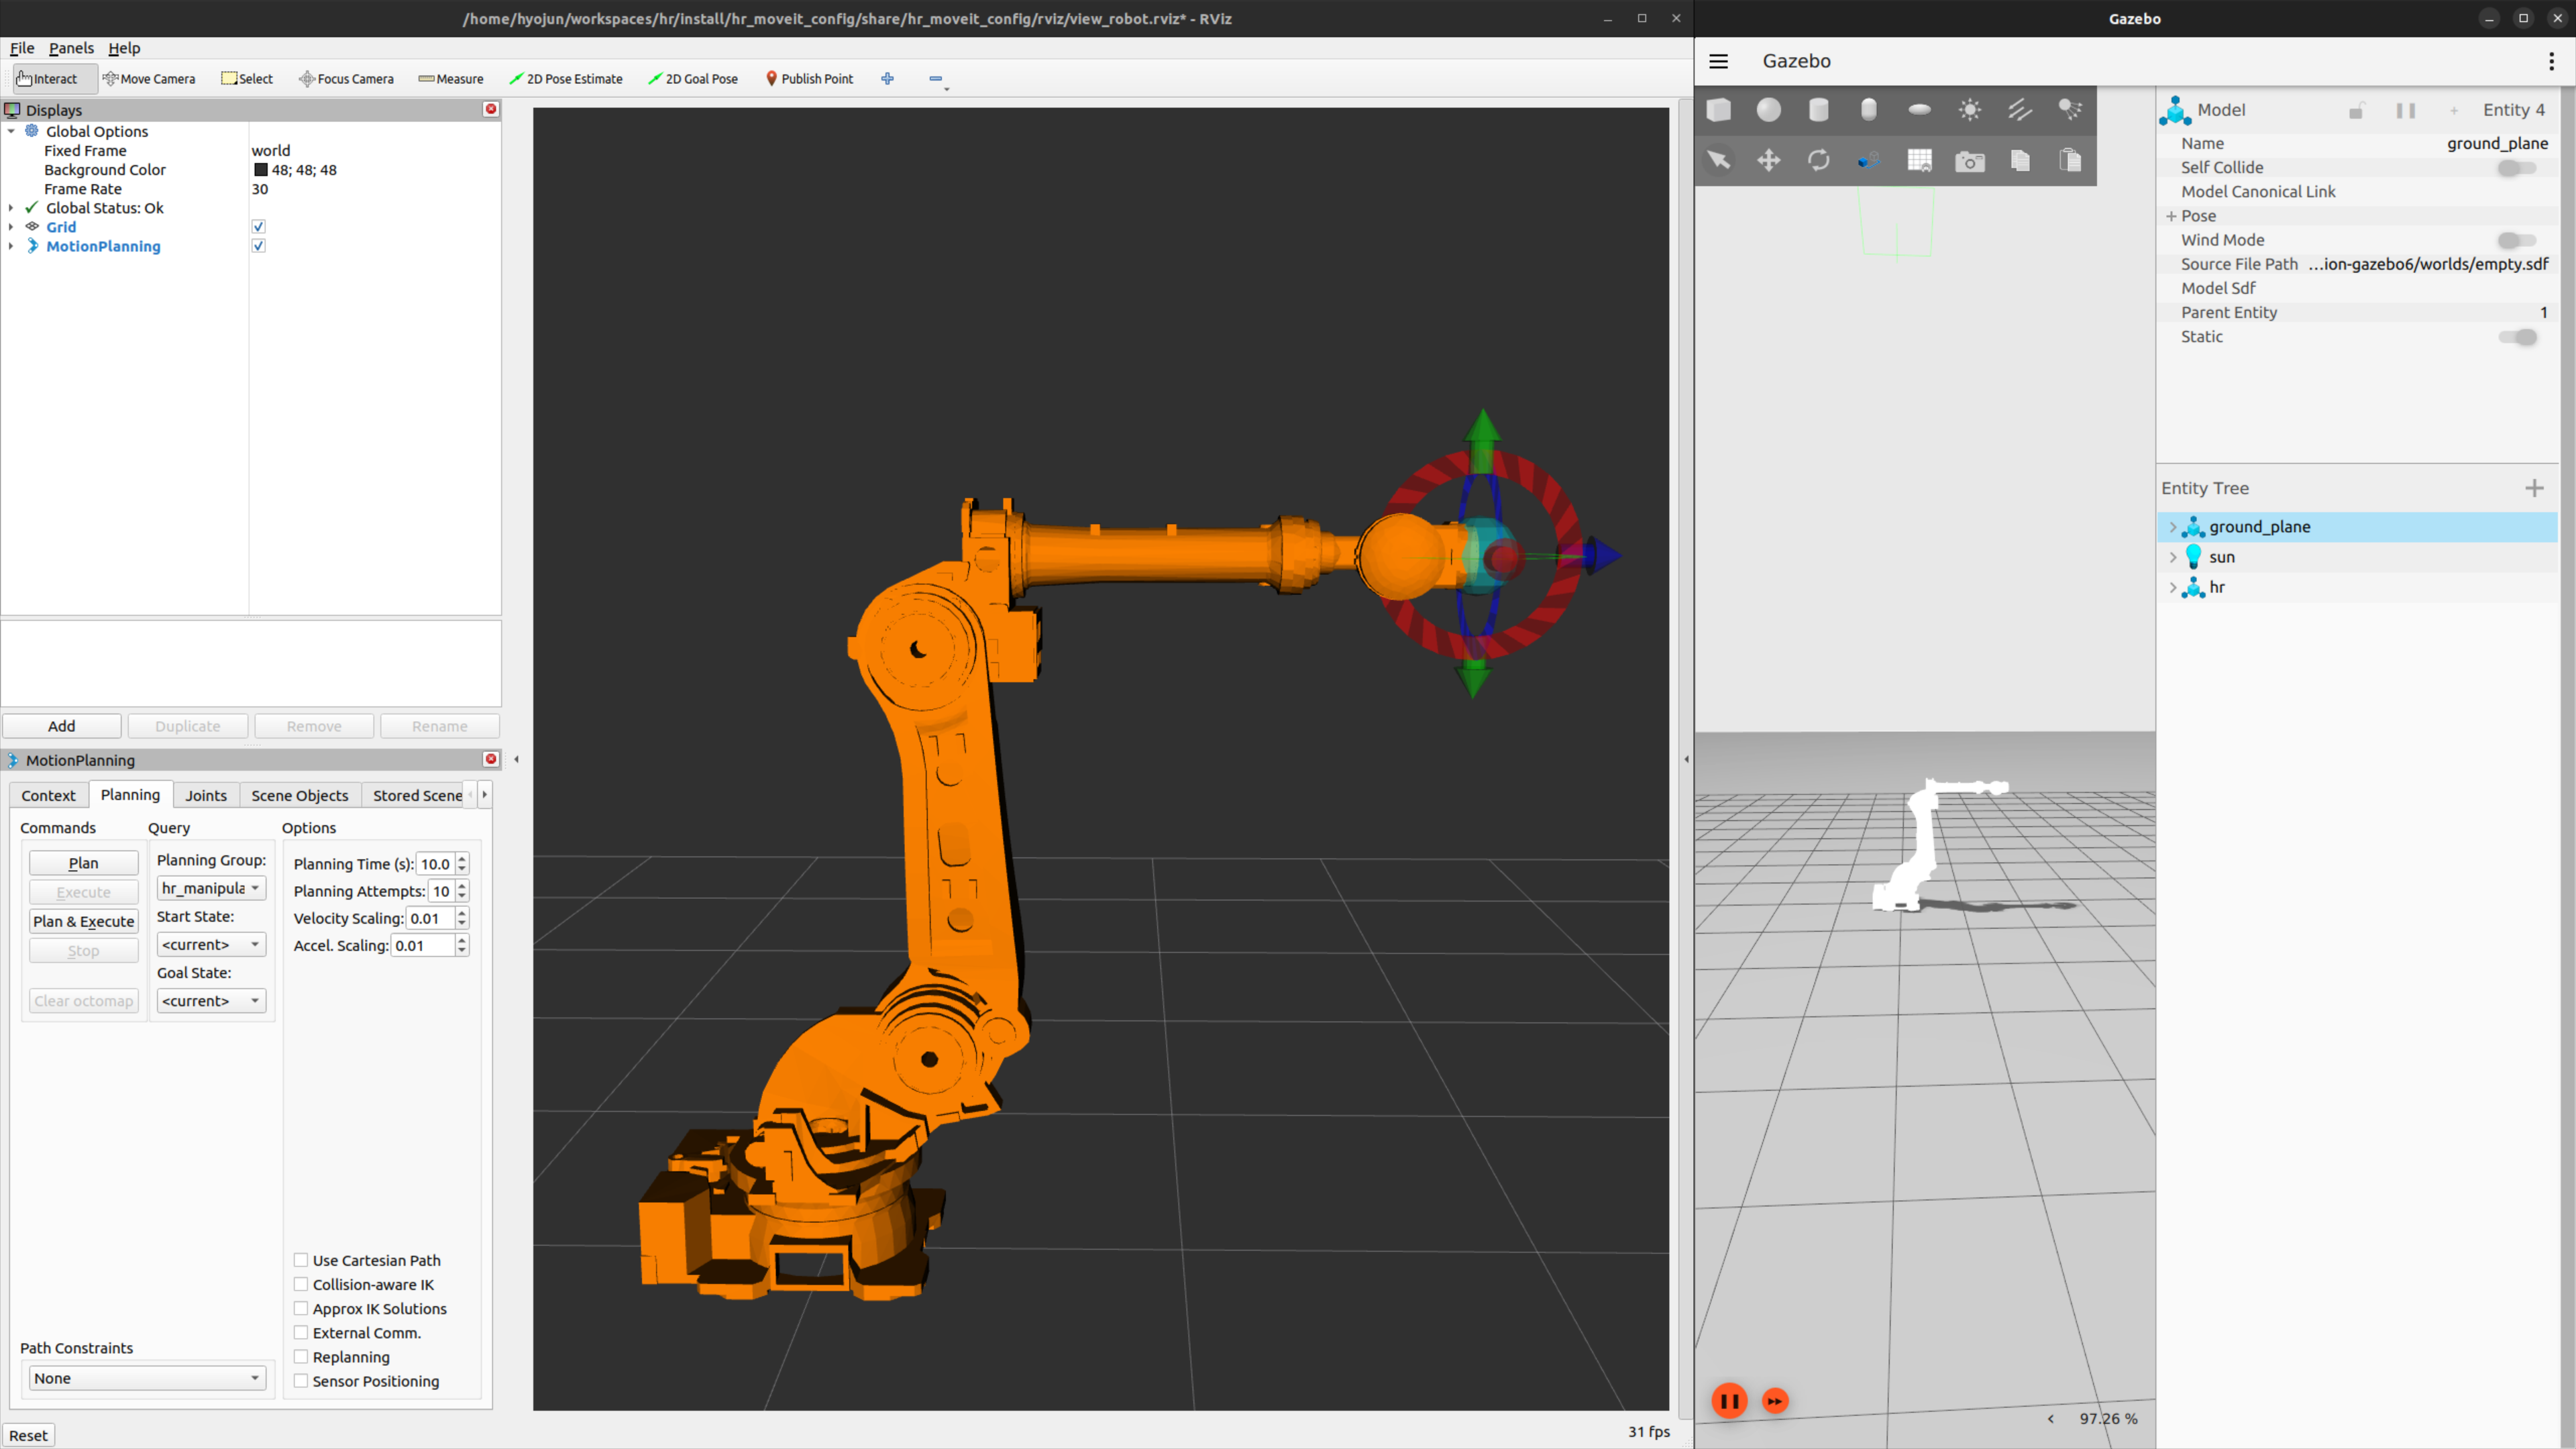 /home/hyojun/workspaces/hr/install/hr_moveit_config/share/hr_moveit_config/rviz/view_robot.rviz* - RViz
File Panels Help
Interact Move Camera Select Focus Camera Measure 2D Pose Estimate 2D Goal Pose Publish Point
Displays
Global Options
Fixed Frame world
Background Color 48; 48; 48
Frame Rate 30
Global Status: Ok
Grid
MotionPlanning
Add Duplicate Remove Rename
MotionPlanning
Context Planning Joints Scene Objects Stored Scene
Commands Query Options
Plan
Execute
Plan & Execute
Stop
Clear octomap
Planning Group:
hr_manipula
Start State:
<current>
Goal State:
<current>
Planning Time (s): 10.0
Planning Attempts: 10
Velocity Scaling: 0.01
Accel. Scaling: 0.01
Use Cartesian Path
Collision-aware IK
Approx IK Solutions
External Comm.
Replanning
Sensor Positioning
Path Constraints
None
Reset
31 fps
Gazebo
Gazebo
Model Entity 4
Name ground_plane
Self Collide
Model Canonical Link
Pose
Wind Mode
Source File Path ...ion-gazebo6/worlds/empty.sdf
Model Sdf
Parent Entity 1
Static
Entity Tree
ground_plane
sun
hr
97.26 %